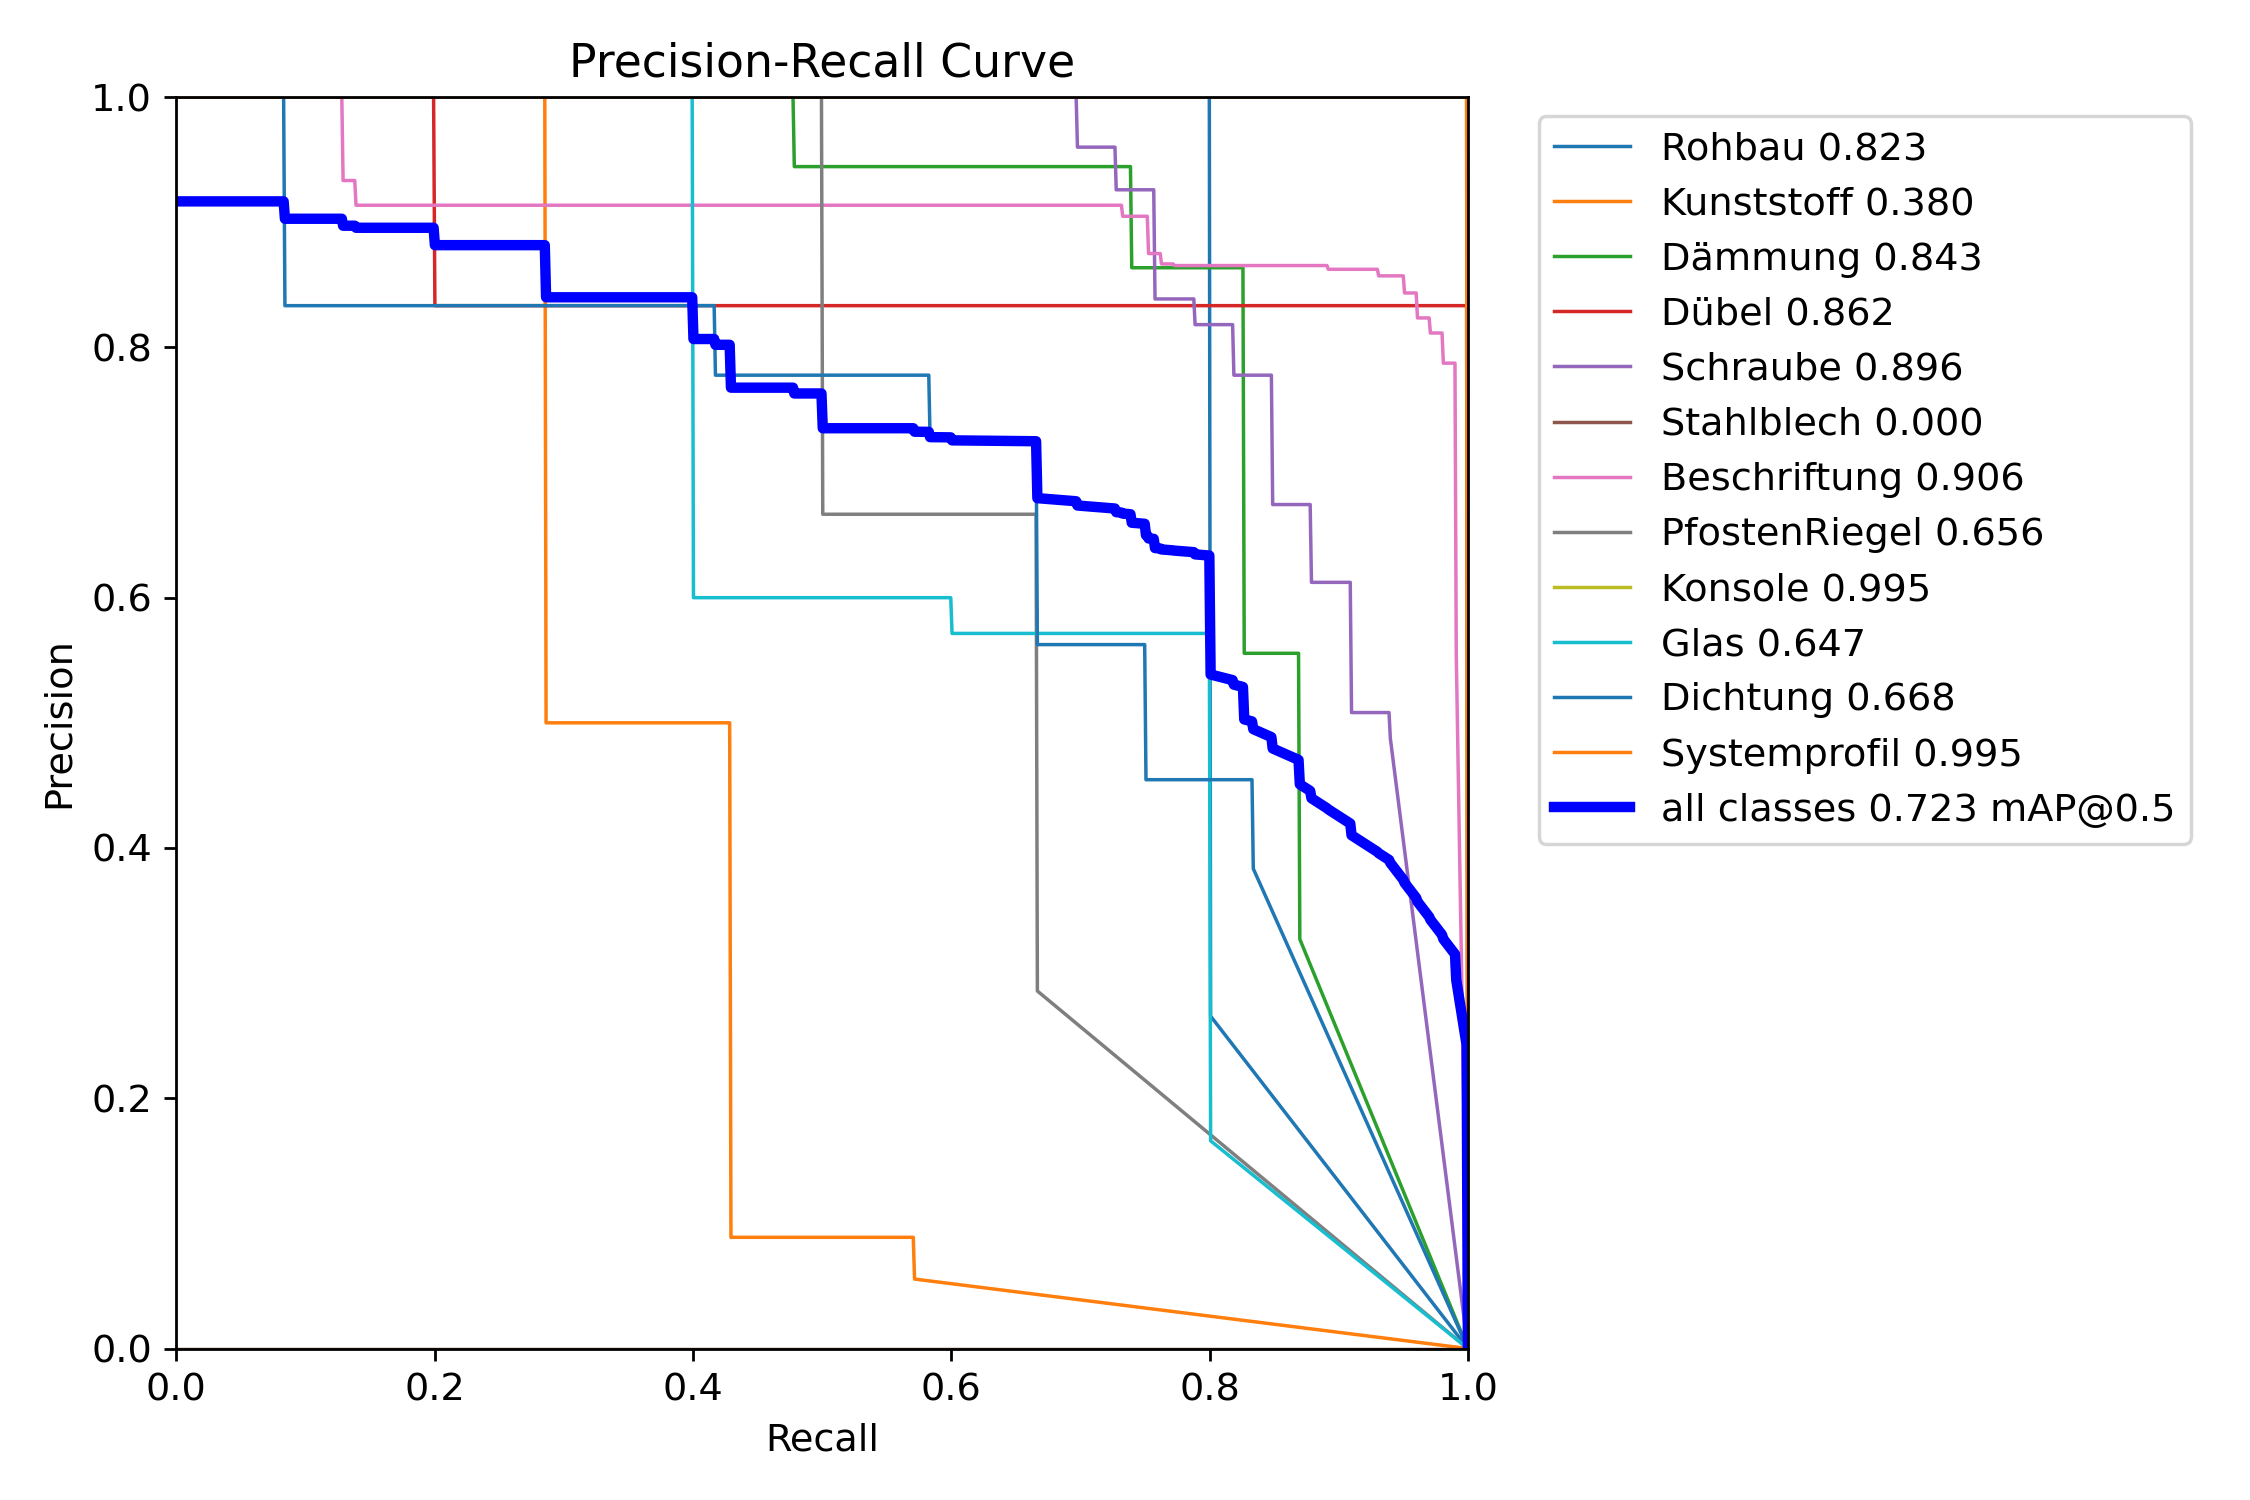 Precision-Recall Curve
1.0
0.8
0.6
0.4
0.2
0.0
Precision
0.0 0.2 0.4 0.6 0.8 1.0
Recall
Rohbau 0.823
Kunststoff 0.380
Dämmung 0.843
Dübel 0.862
Schraube 0.896
Stahlblech 0.000
Beschriftung 0.906
PfostenRiegel 0.656
Konsole 0.995
Glas 0.647
Dichtung 0.668
Systemprofil 0.995
all classes 0.723 mAP@0.5